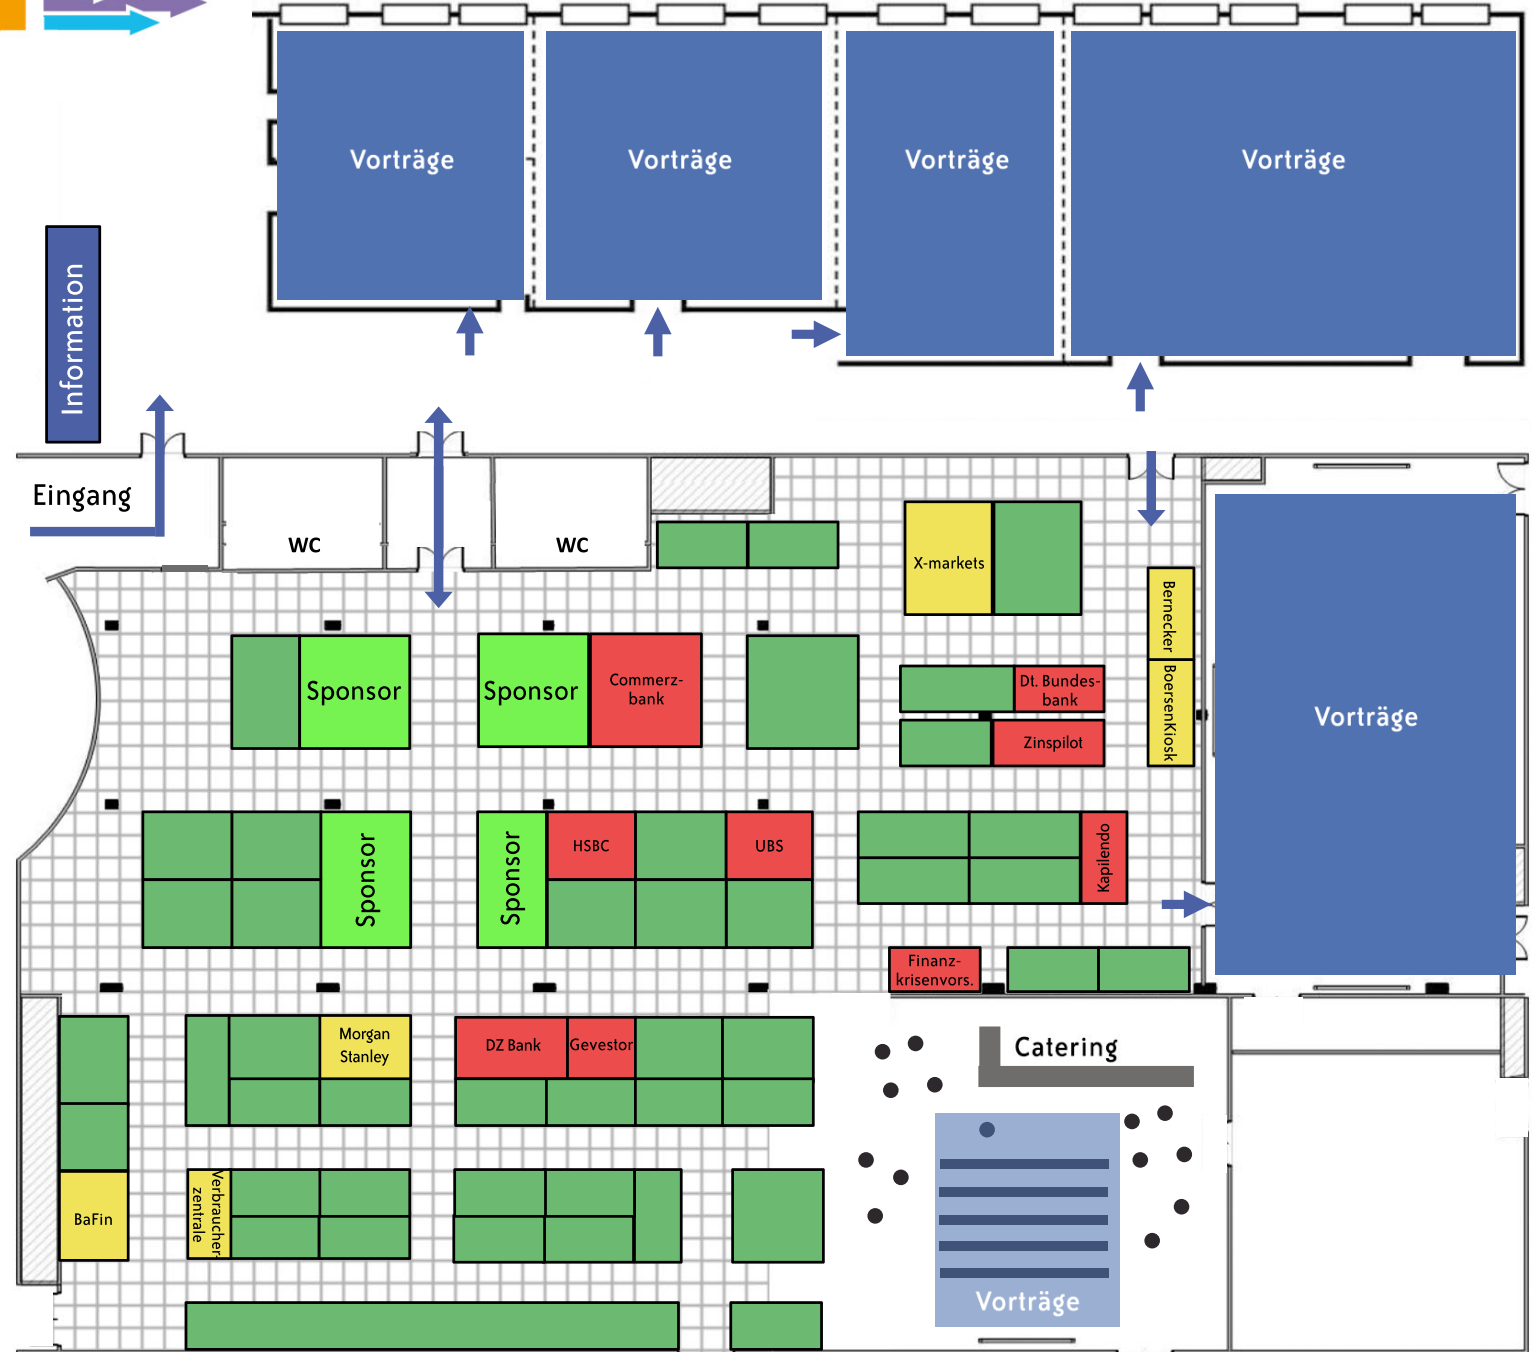 Vorträge
Vorträge
Vorträge
Vorträge
Information
Eingang
WC
WC
X-markets
Bernecker
BoersenKiosk
Sponsor
Sponsor
Commerz-
bank
Dt. Bundes-
bank
Zinspilot
Vorträge
Sponsor
Sponsor
HSBC
UBS
Kapilendo
Finanz-
krisenvors.
Morgan
Stanley
DZ Bank
Gevestor
Catering
BaFin
Verbraucher-
zentrale
Vorträge